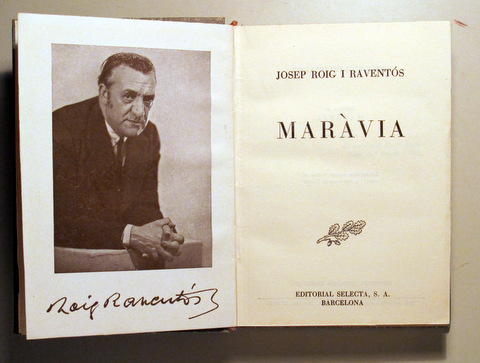 Roig Raventós
JOSEP ROIG I RAVENTÓS
MARÀVIA
EDITORIAL SELECTA, S. A.
BARCELONA